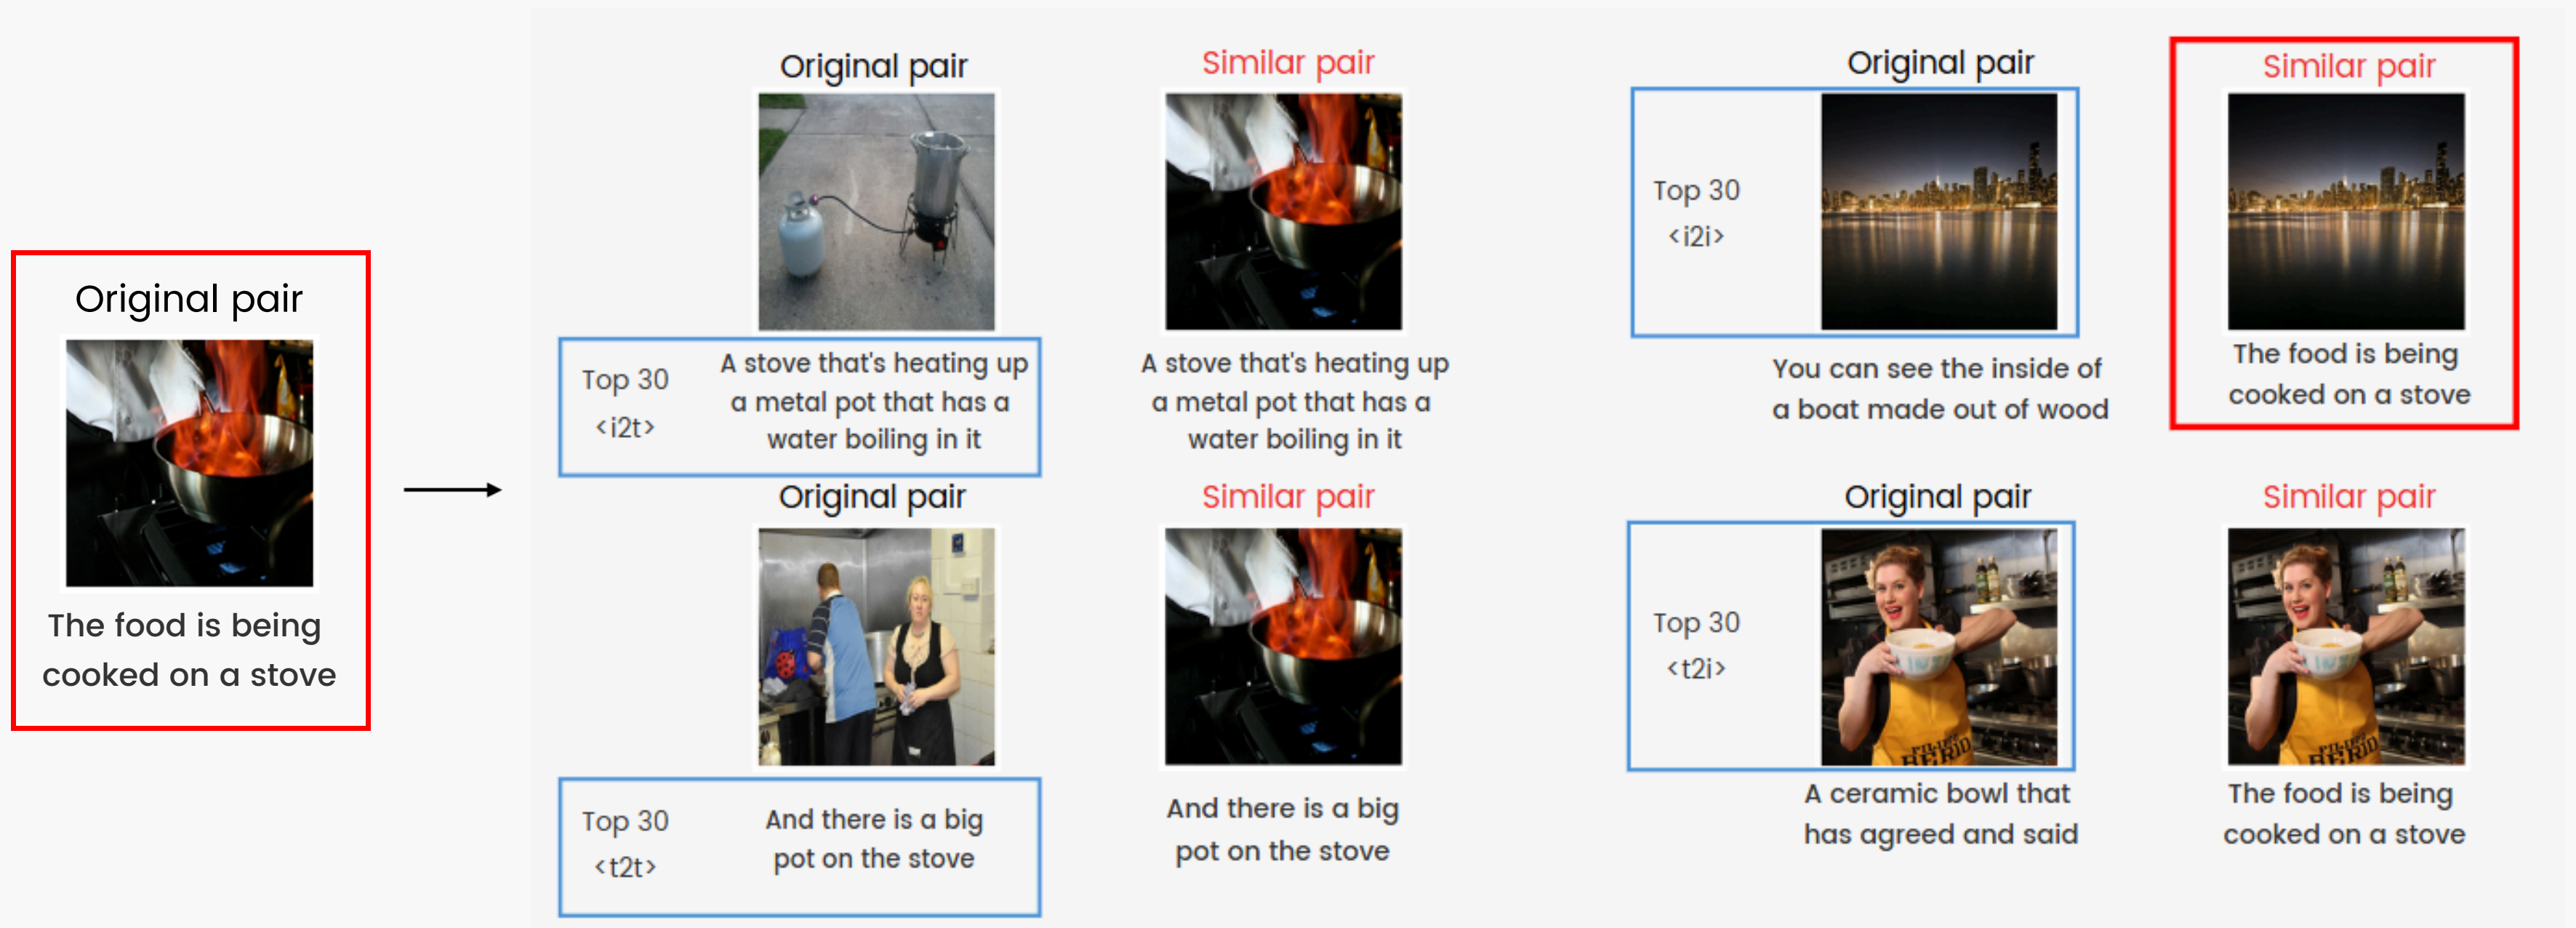 Original pair
The food is being
cooked on a stove
Original pair
Similar pair
Top 30
<i2t>
A stove that's heating up
a metal pot that has a
water boiling in it
A stove that's heating up
a metal pot that has a
water boiling in it
Original pair
Similar pair
Top 30
<t2t>
And there is a big
pot on the stove
And there is a big
pot on the stove
Original pair
Similar pair
Top 30
<i2i>
You can see the inside of
a boat made out of wood
The food is being
cooked on a stove
Original pair
Similar pair
Top 30
<t2i>
A ceramic bowl that
has agreed and said
The food is being
cooked on a stove